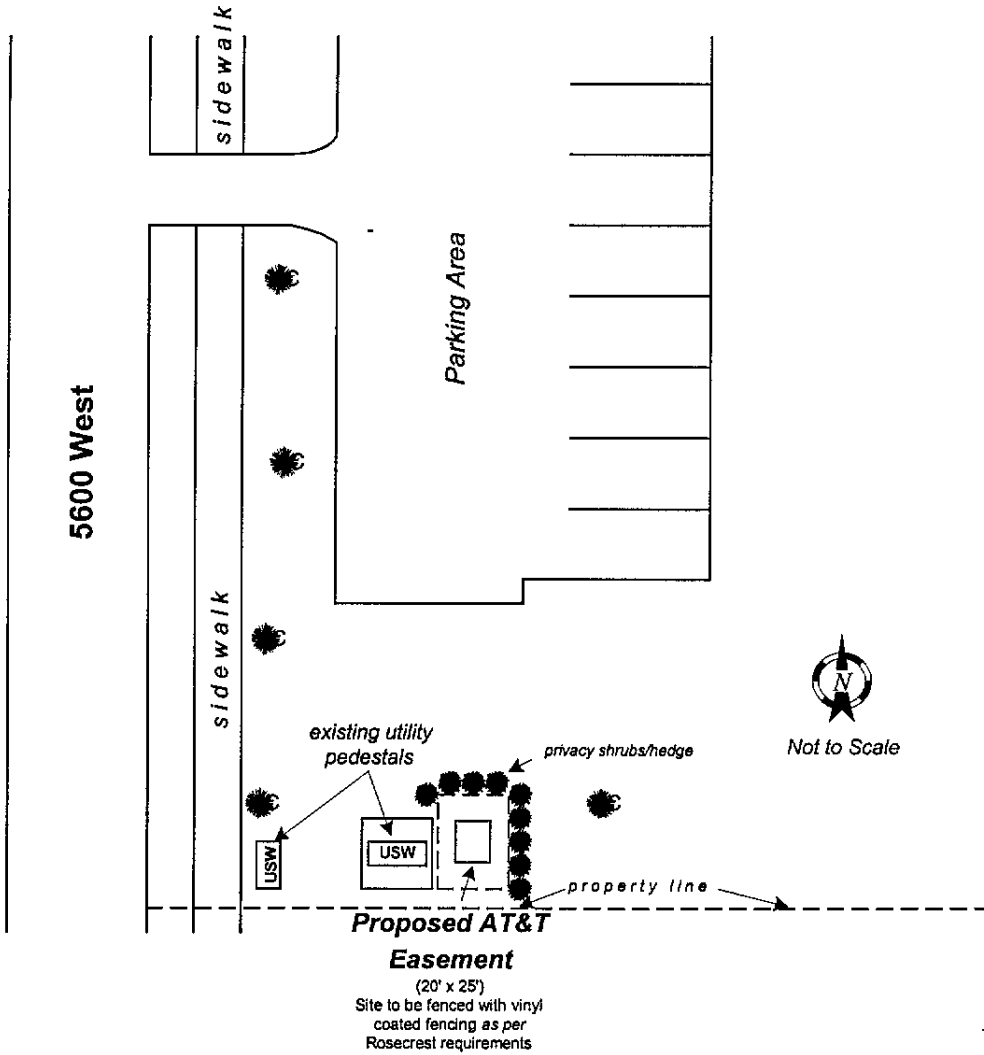 sidewalk
Parking Area
5600 West
sidewalk
N
Not to Scale
existing utility
pedestals
privacy shrubs/hedge
USW
USW
property line
Proposed AT&T
Easement
(20' x 25')
Site to be fenced with vinyl
coated fencing as per
Rosecrest requirements